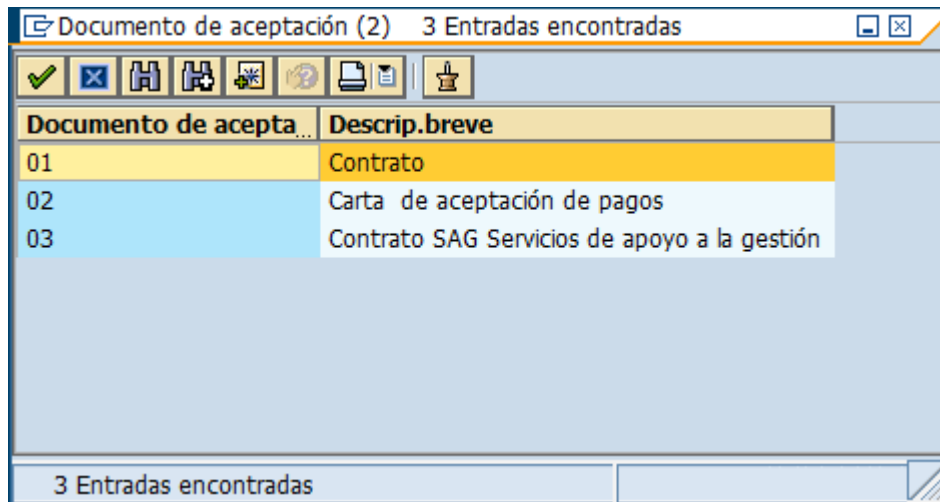 Documento de aceptación (2) 3 Entradas encontradas
Documento de acepta... Descrip.breve
01 Contrato
02 Carta de aceptación de pagos
03 Contrato SAG Servicios de apoyo a la gestión
3 Entradas encontradas